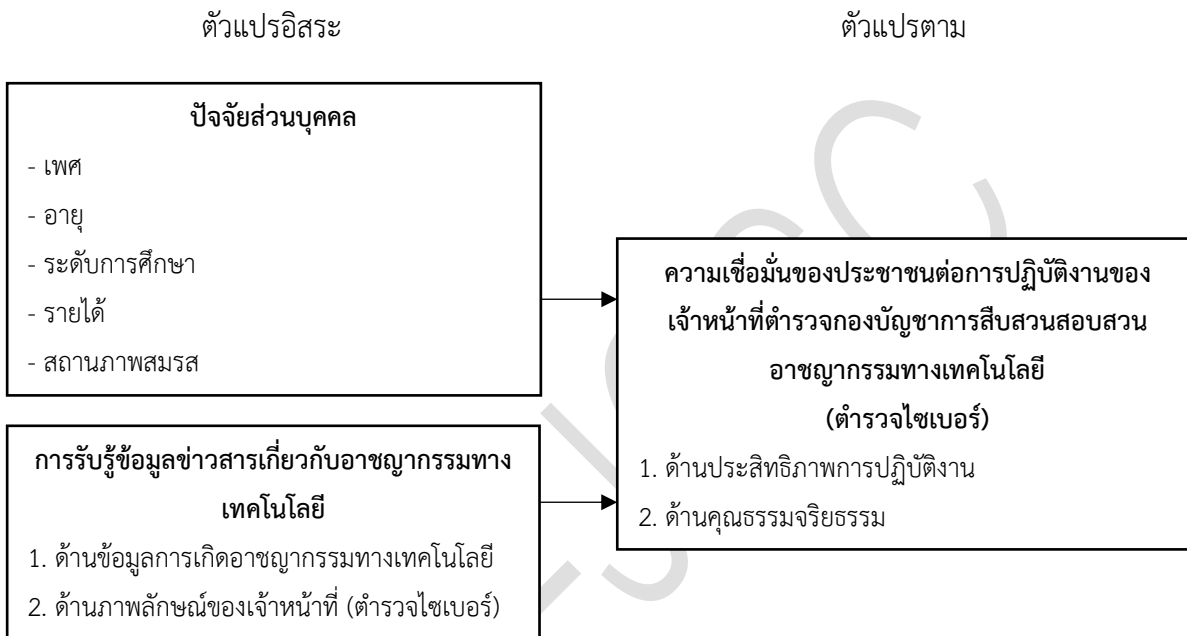 ตัวแปรอิสระ
ตัวแปรตาม
ปัจจัยส่วนบุคคล
- เพศ
- อายุ
- ระดับการศึกษา
- รายได้
- สถานภาพสมรส
การรับรู้ข้อมูลข่าวสารเกี่ยวกับอาชญากรรมทาง
เทคโนโลยี
1. ด้านข้อมูลการเกิดอาชญากรรมทางเทคโนโลยี
2. ด้านภาพลักษณ์ของเจ้าหน้าที่ (ตำรวจไซเบอร์)
ความเชื่อมั่นของประชาชนต่อการปฏิบัติงานของ
เจ้าหน้าที่ตำรวจกองบัญชาการสืบสวนสอบสวน
อาชญากรรมทางเทคโนโลยี
(ตำรวจไซเบอร์)
1. ด้านประสิทธิภาพการปฏิบัติงาน
2. ด้านคุณธรรมจริยธรรม